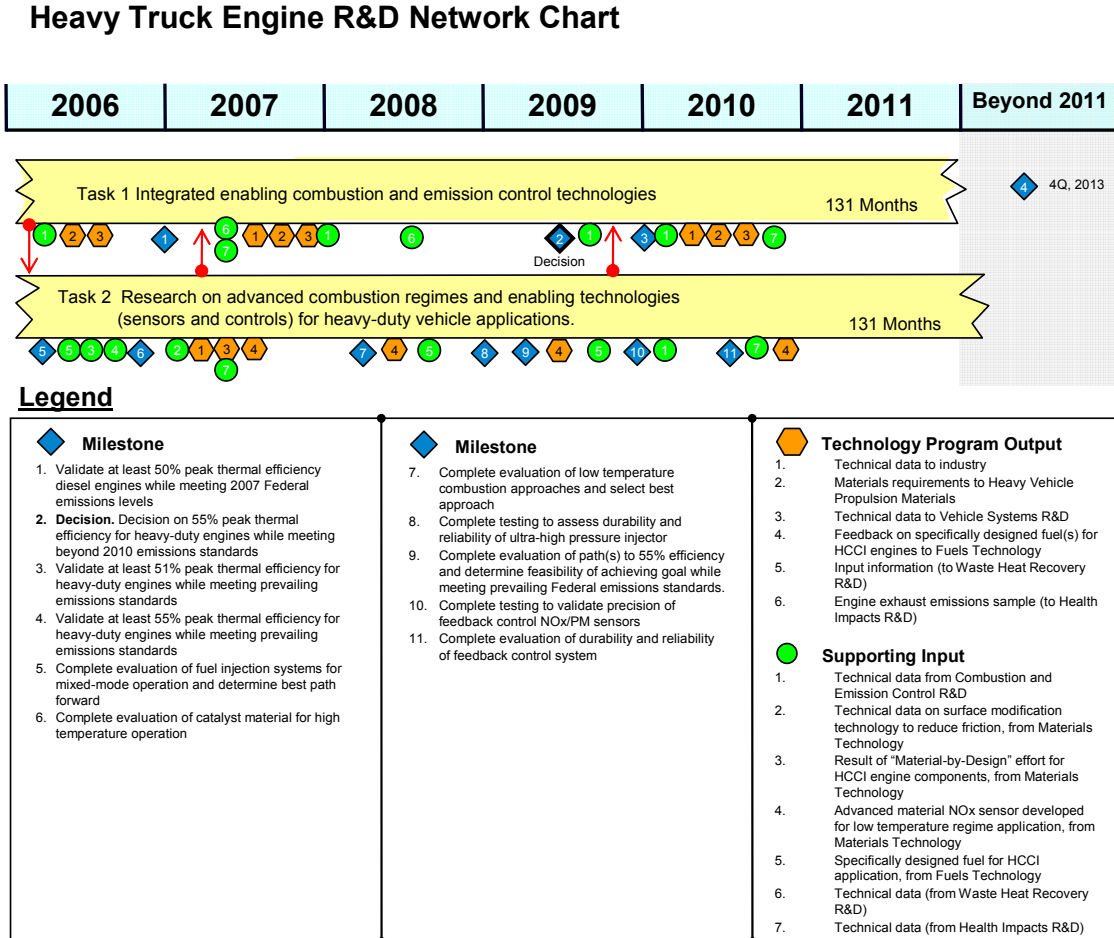 Heavy Truck Engine R&D Network Chart
2006 2007 2008 2009 2010 2011 Beyond 2011
Task 1 Integrated enabling combustion and emission control technologies
131 Months
4
4Q, 2013
1 2 3 1 6 1 2 3 1 6 2 1 3 1 1 2 3 7
7
Decision
Task 2 Research on advanced combustion regimes and enabling technologies
(sensors and controls) for heavy-duty vehicle applications.
131 Months
5 5 3 4 6 2 1 3 4 7 4 5 8 9 4 5 10 1 11 7 4
7
Legend
Milestone
1. Validate at least 50% peak thermal efficiency
diesel engines while meeting 2007 Federal
emissions levels
2. Decision. Decision on 55% peak thermal
efficiency for heavy-duty engines while meeting
beyond 2010 emissions standards
3. Validate at least 51% peak thermal efficiency for
heavy-duty engines while meeting prevailing
emissions standards
4. Validate at least 55% peak thermal efficiency for
heavy-duty engines while meeting prevailing
emissions standards
5. Complete evaluation of fuel injection systems for
mixed-mode operation and determine best path
forward
6. Complete evaluation of catalyst material for high
temperature operation
Milestone
7. Complete evaluation of low temperature
combustion approaches and select best
approach
8. Complete testing to assess durability and
reliability of ultra-high pressure injector
9. Complete evaluation of path(s) to 55% efficiency
and determine feasibility of achieving goal while
meeting prevailing Federal emissions standards.
10. Complete testing to validate precision of
feedback control NOx/PM sensors
11. Complete evaluation of durability and reliability
of feedback control system
Technology Program Output
1. Technical data to industry
2. Materials requirements to Heavy Vehicle
Propulsion Materials
3. Technical data to Vehicle Systems R&D
4. Feedback on specifically designed fuel(s) for
HCCI engines to Fuels Technology
5. Input information (to Waste Heat Recovery
R&D)
6. Engine exhaust emissions sample (to Health
Impacts R&D)
Supporting Input
1. Technical data from Combustion and
Emission Control R&D
2. Technical data on surface modification
technology to reduce friction, from Materials
Technology
3. Result of “Material-by-Design” effort for
HCCI engine components, from Materials
Technology
4. Advanced material NOx sensor developed
for low temperature regime application, from
Materials Technology
5. Specifically designed fuel for HCCI
application, from Fuels Technology
6. Technical data (from Waste Heat Recovery
R&D)
7. Technical data (from Health Impacts R&D)